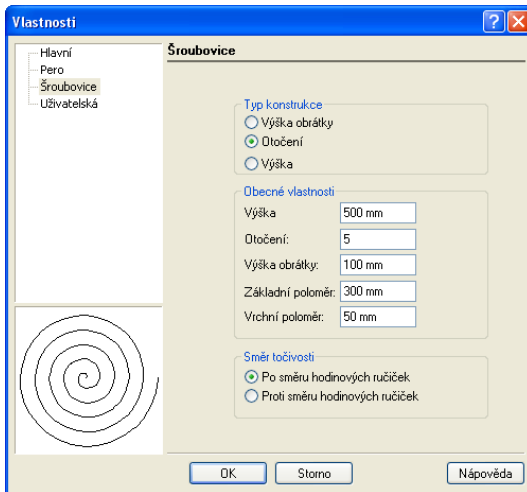 Vlastnosti
Hlavní
Pero
Šroubovice
Uživatelská
Šroubovice
Typ konstrukce
Výška obrátky
Otočení
Výška
Obecné vlastnosti
Výška 500 mm
Otočení: 5
Výška obrátky: 100 mm
Základní poloměr: 300 mm
Vrchní poloměr: 50 mm
Směr točivosti
Po směru hodinových ručiček
Proti směru hodinových ručiček
OK Storno Nápověda